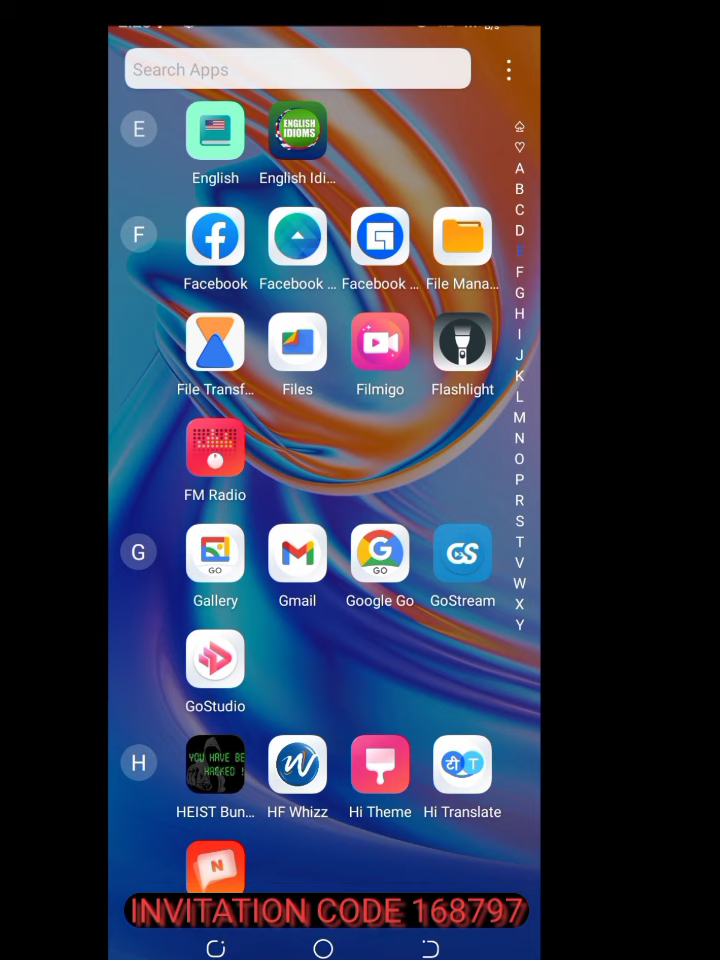 Search Apps
E
ENGLISH
IDIOMS
English English Idi...
F
Facebook Facebook ... Facebook ... File Mana...
File Transf... Files Filmigo Flashlight
FM Radio
G
GO GO GS
Gallery Gmail Google Go GoStream
GoStudio
H
YOU HAVE BE
HACKED !
W
टी T
HEIST Bun... HF Whizz Hi Theme Hi Translate
N
A
B
C
D
E
F
G
H
I
J
K
L
M
N
O
P
R
S
T
V
W
X
Y
INVITATION CODE 168797